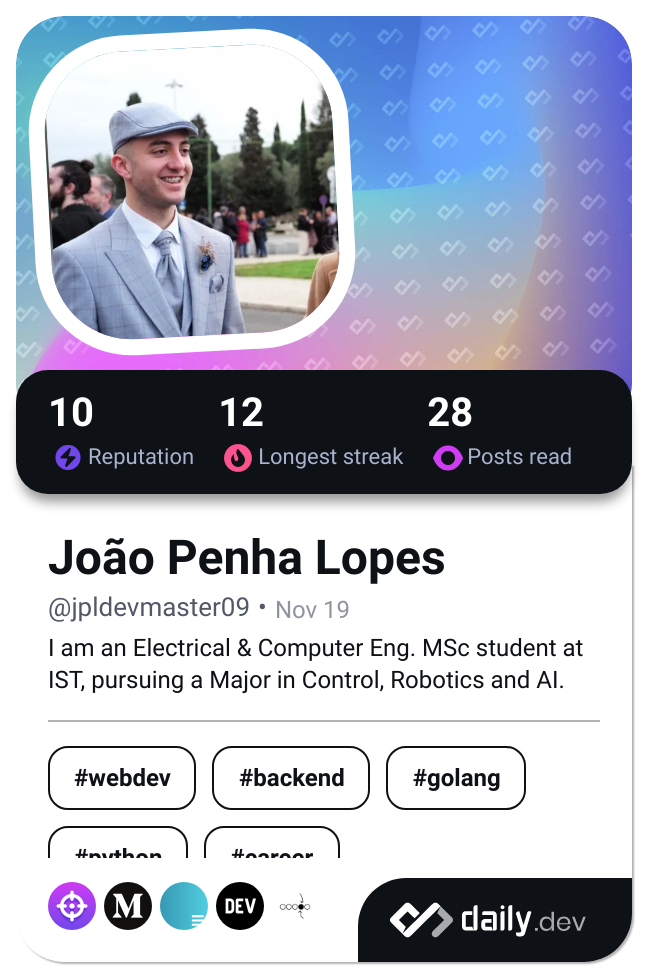 10 12 28
Reputation Longest streak Posts read
João Penha Lopes
@jpldevmaster09 • Nov 19
I am an Electrical & Computer Eng. MSc student at
IST, pursuing a Major in Control, Robotics and AI.
#webdev #backend #golang
#python #career
M DEV daily.dev